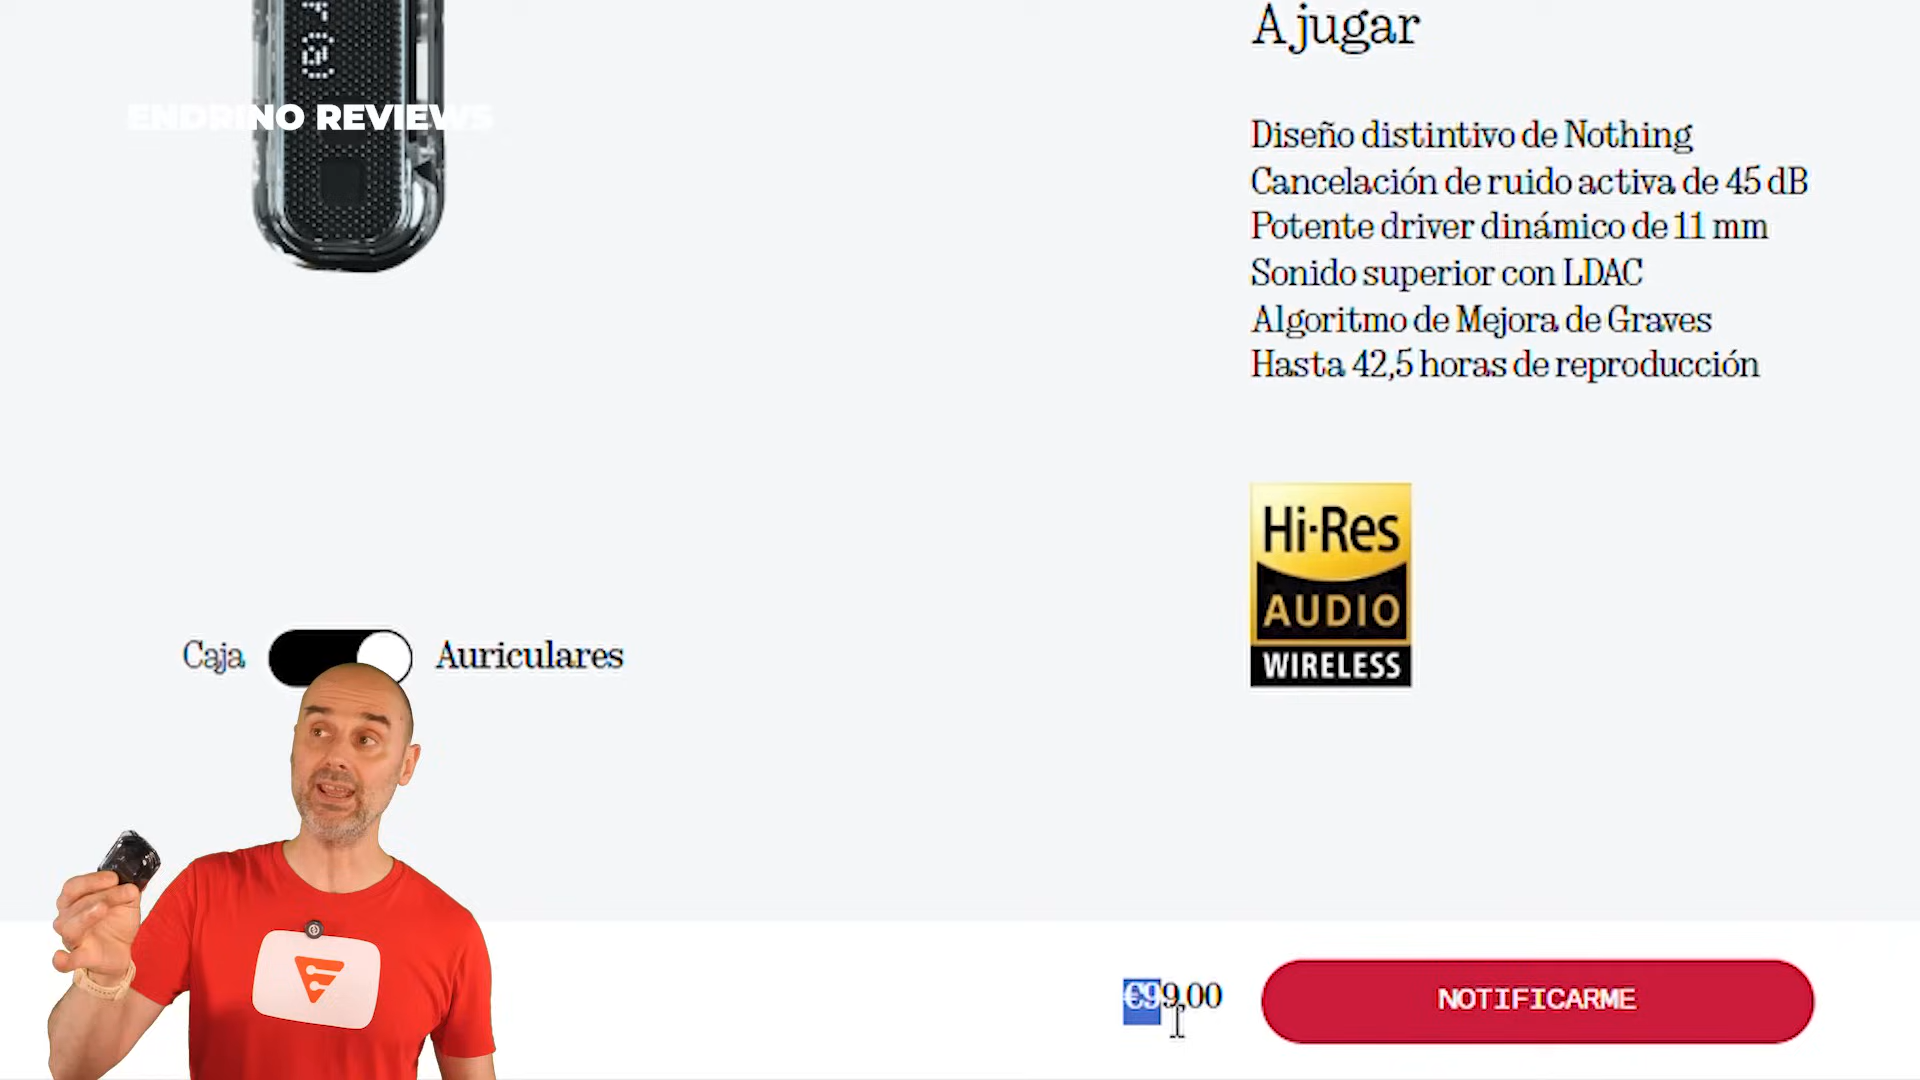 A jugar
ENDRINO REVIEWS
Diseño distintivo de Nothing
Cancelación de ruido activa de 45 dB
Potente driver dinámico de 11 mm
Sonido superior con LDAC
Algoritmo de Mejora de Graves
Hasta 42,5 horas de reproducción
Hi-Res
AUDIO
WIRELESS
Caja
Auriculares
€99,00
NOTIFICARME